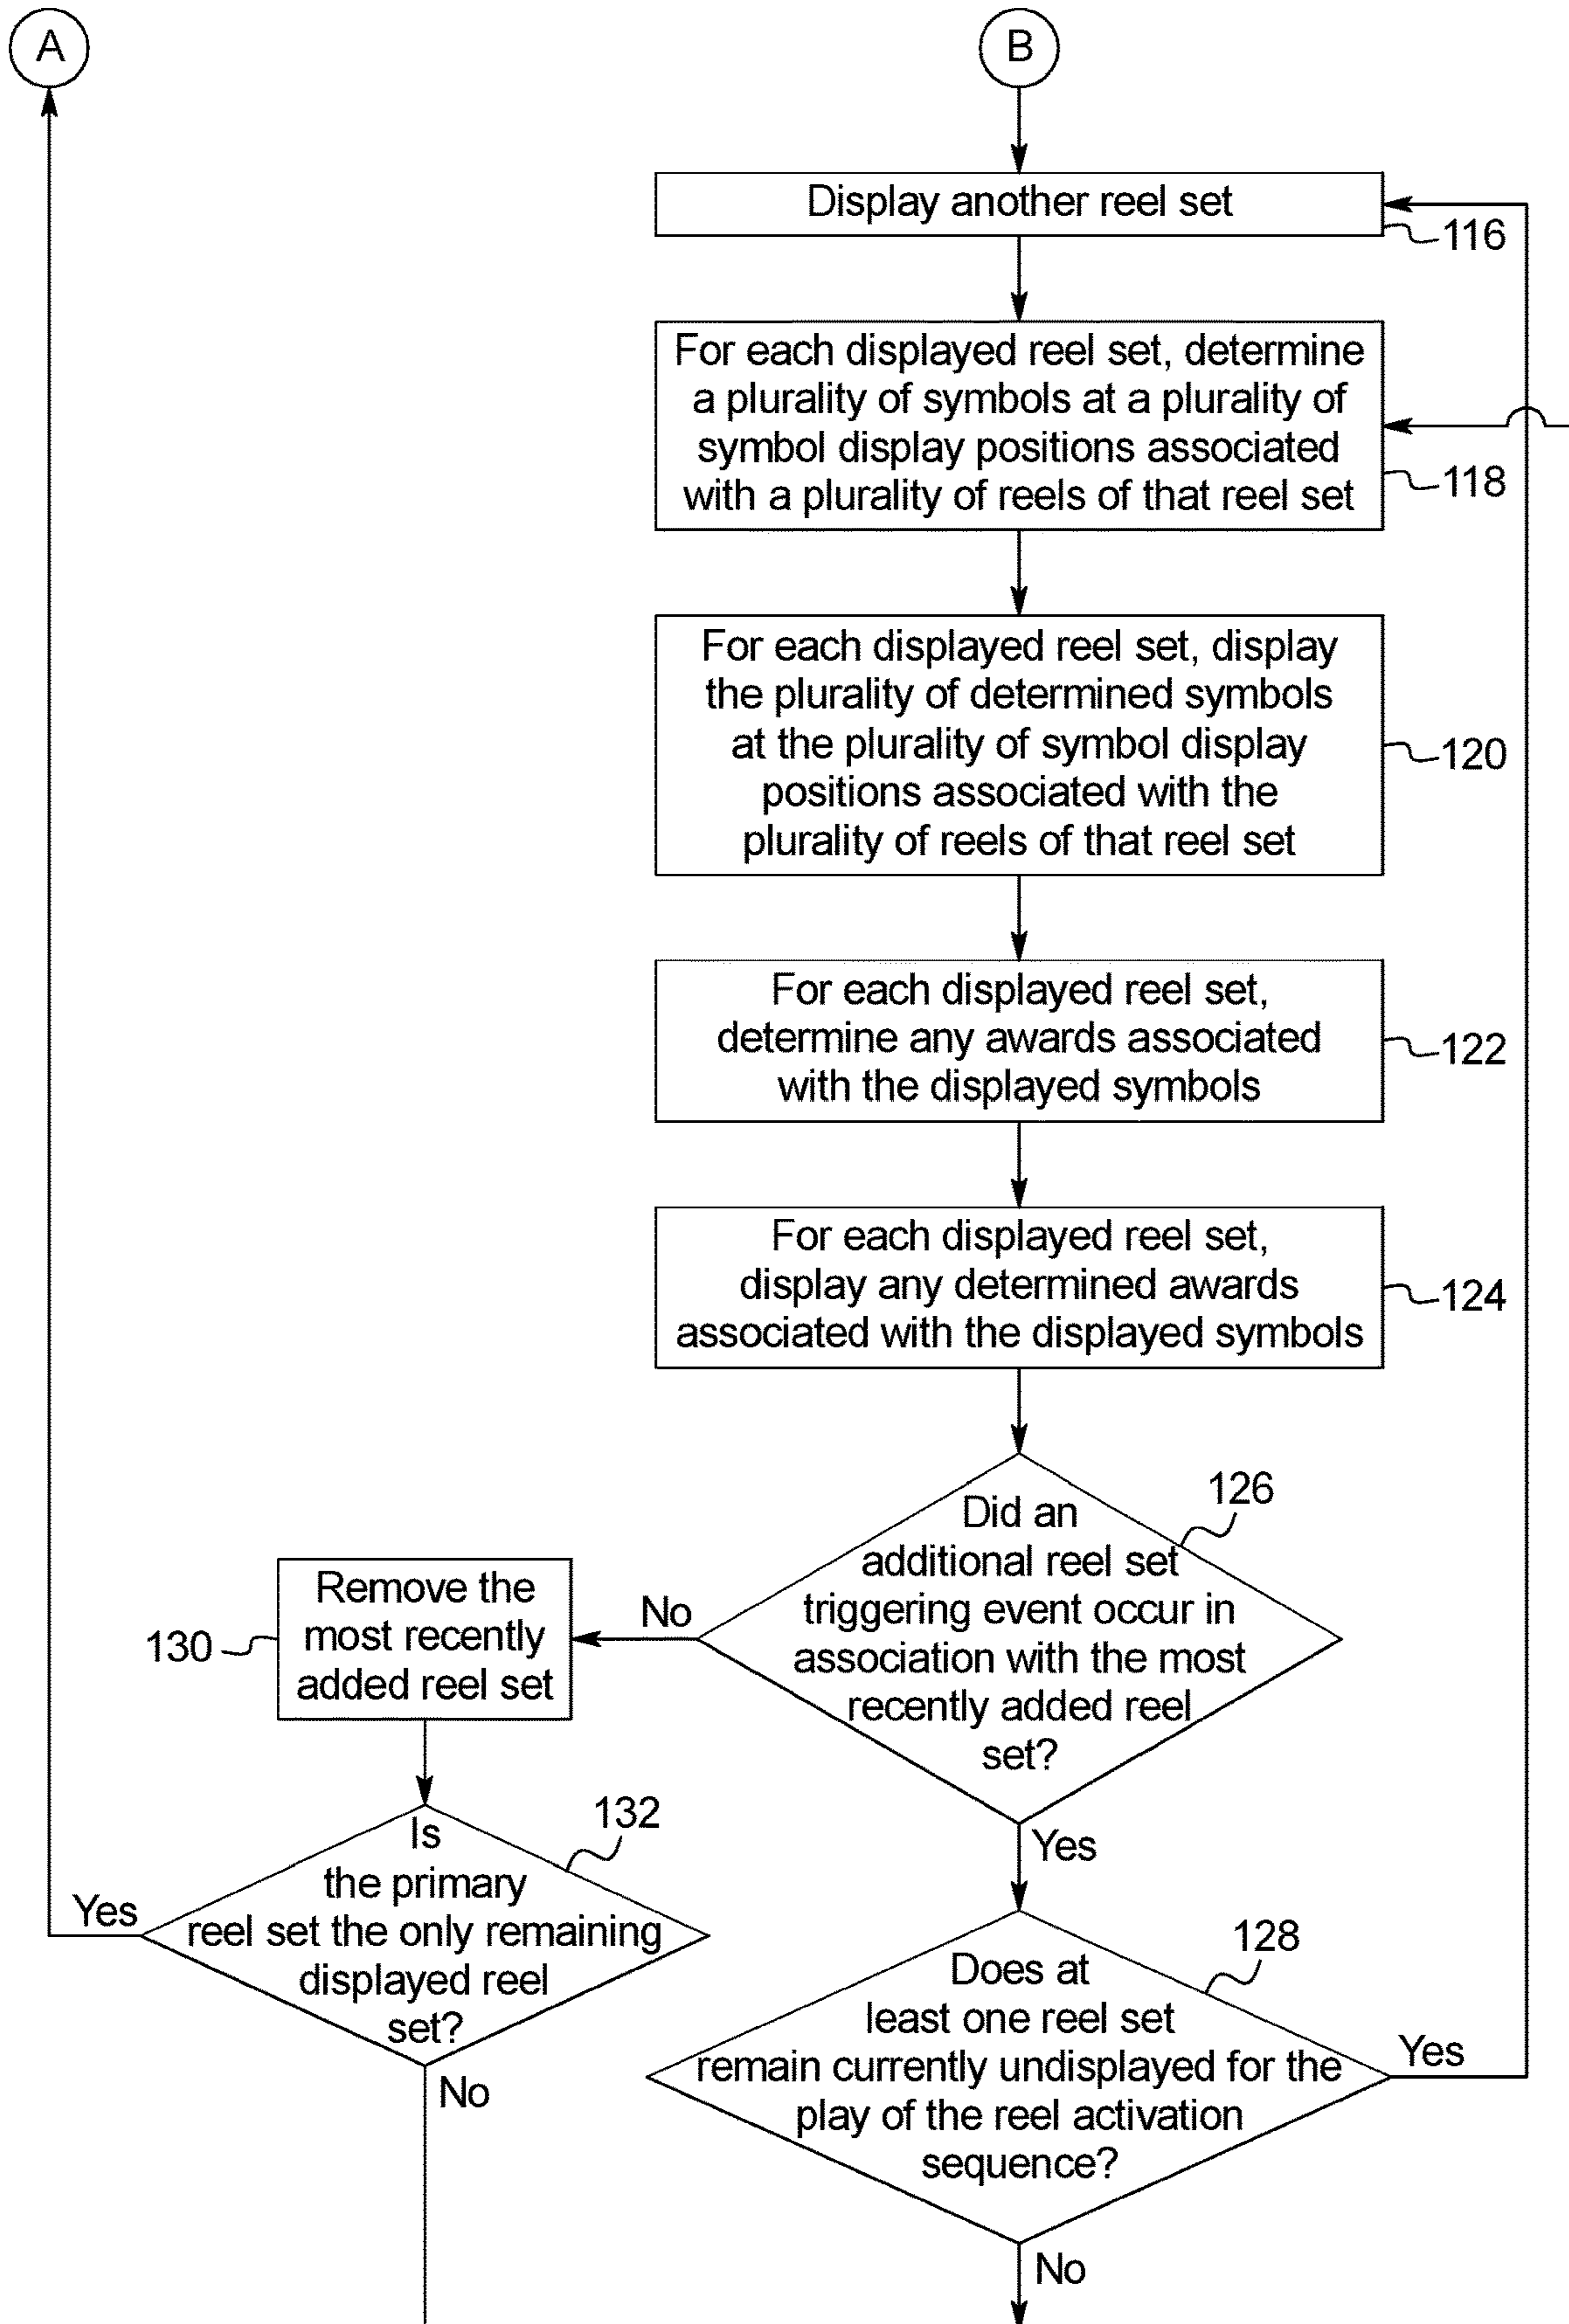 A
B
Display another reel set
116
For each displayed reel set, determine
a plurality of symbols at a plurality of
symbol display positions associated
with a plurality of reels of that reel set
118
For each displayed reel set, display
the plurality of determined symbols
at the plurality of symbol display
positions associated with the
plurality of reels of that reel set
120
For each displayed reel set,
determine any awards associated
with the displayed symbols
122
For each displayed reel set,
display any determined awards
associated with the displayed symbols
124
Did an
additional reel set
triggering event occur in
association with the most
recently added reel
set?
126
No
Yes
Remove the
most recently
added reel set
130
Is
the primary
reel set the only remaining
displayed reel
set?
132
Yes
No
Does at
least one reel set
remain currently undisplayed for the
play of the reel activation
sequence?
128
Yes
No